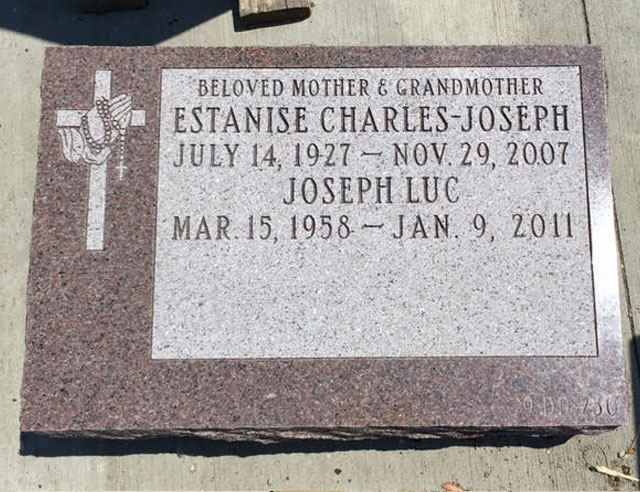 BELOVED MOTHER & GRANDMOTHER
ESTANISE CHARLES-JOSEPH
JULY 14, 1927 — NOV. 29, 2007
JOSEPH LUC
MAR. 15, 1958 — JAN. 9, 2011